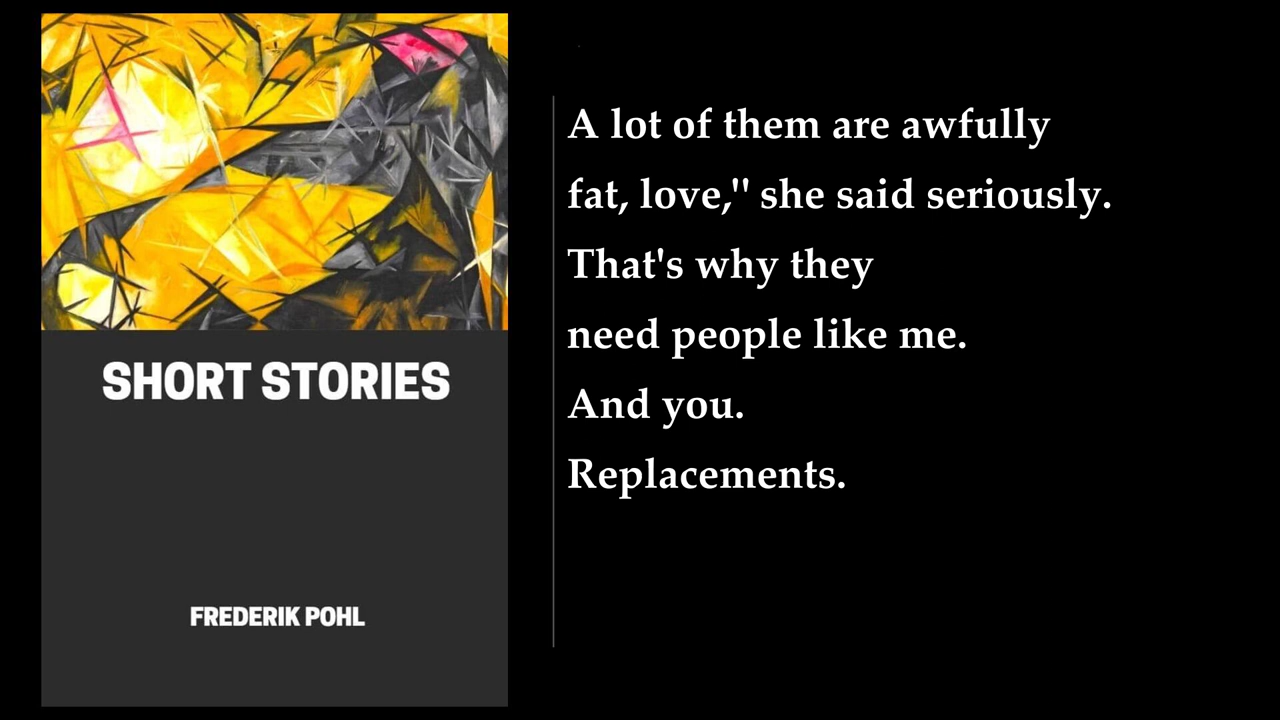 SHORT STORIES
FREDERIK POHL
A lot of them are awfully
fat, love," she said seriously.
That's why they
need people like me.
And you.
Replacements.